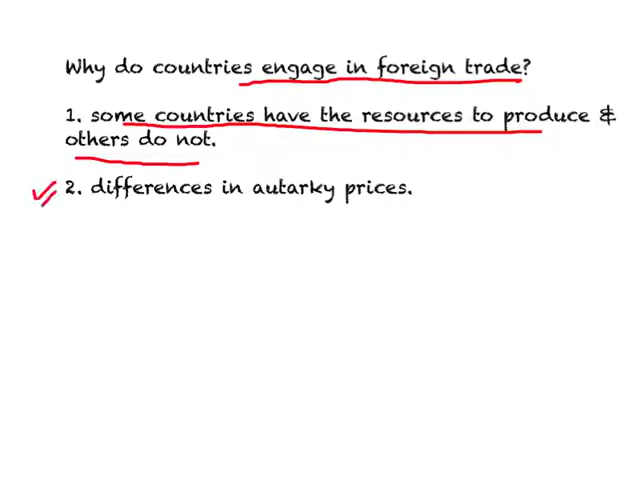 Why do countries engage in foreign trade?
1. some countries have the resources to produce &
others do not.
2. differences in autarky prices.